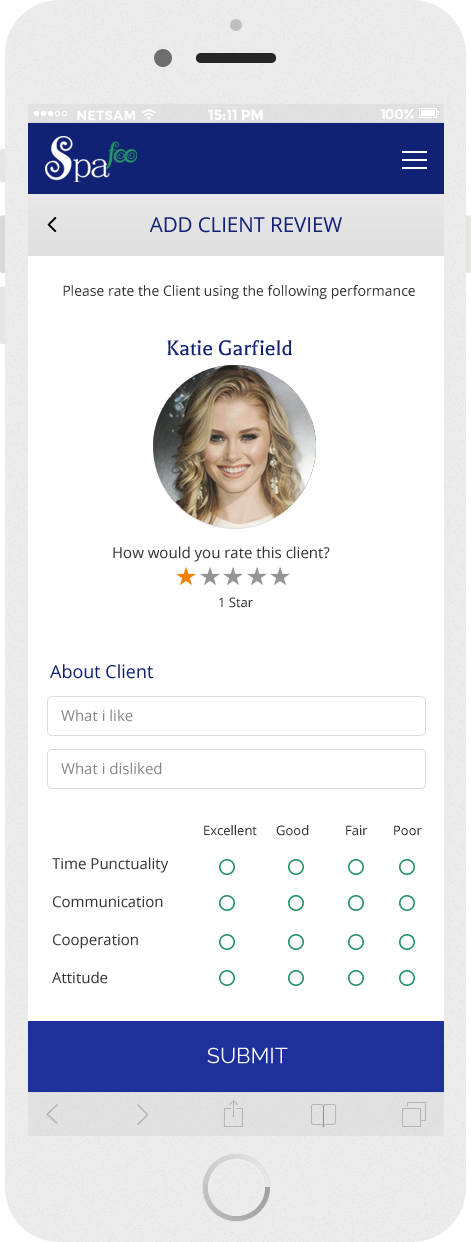 NETSAM 15:11 PM 100%
Spa foo
ADD CLIENT REVIEW
Please rate the Client using the following performance
Katie Garfield
How would you rate this client?
1 Star
About Client
What i like
What i disliked
Excellent Good Fair Poor
Time Punctuality
Communication
Cooperation
Attitude
SUBMIT